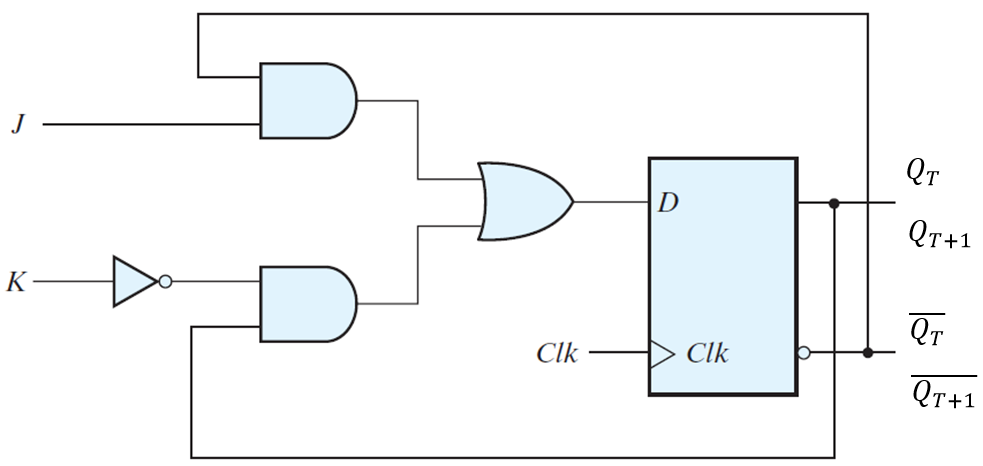 J
K
D
Clk
Clk
Q_T
Q_{T+1}
\overline{Q_T}
\overline{Q_{T+1}}